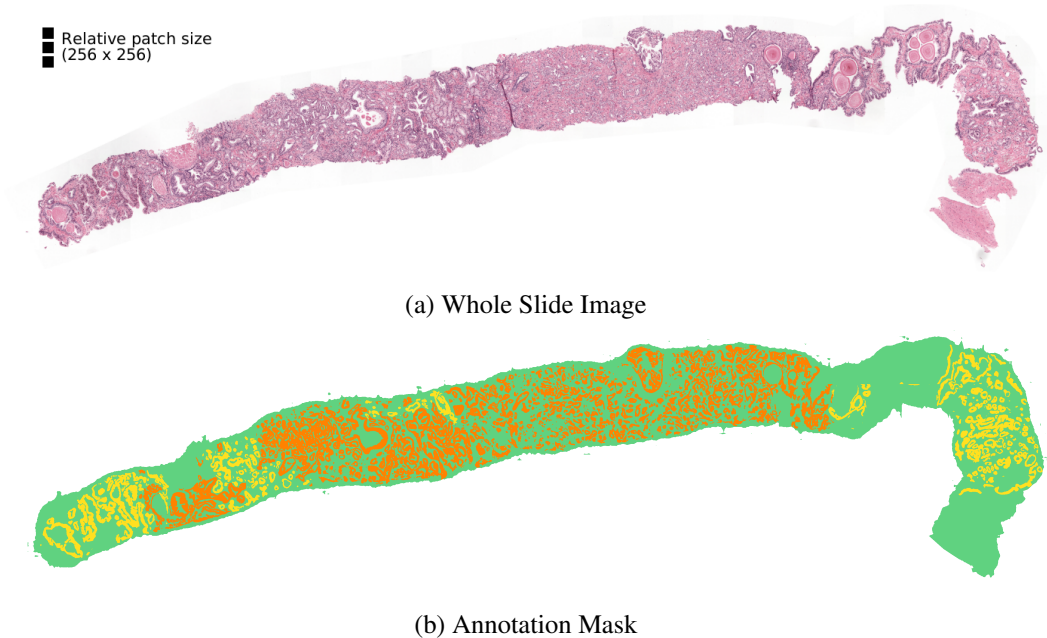 Relative patch size
(256 x 256)
(a) Whole Slide Image
(b) Annotation Mask